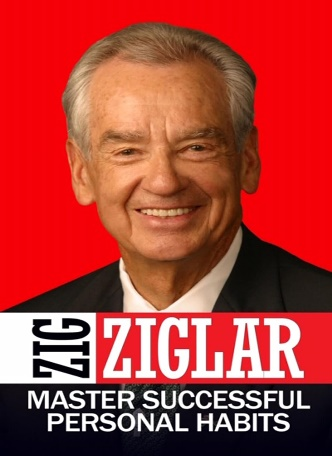 ZIG
ZIGLAR
MASTER SUCCESSFUL
PERSONAL HABITS